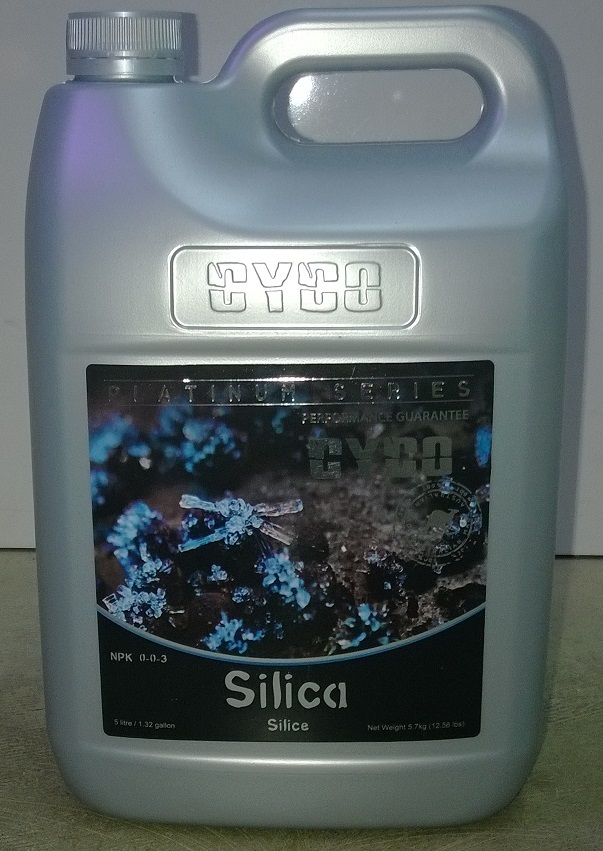 CYCO
PLATINUM SERIES
PERFORMANCE GUARANTEE
CYCO
NPK 0-0-3
Silica
Silice
5 litre / 1.32 gallon
Net Weight 5.7kg (12.56 lbs)